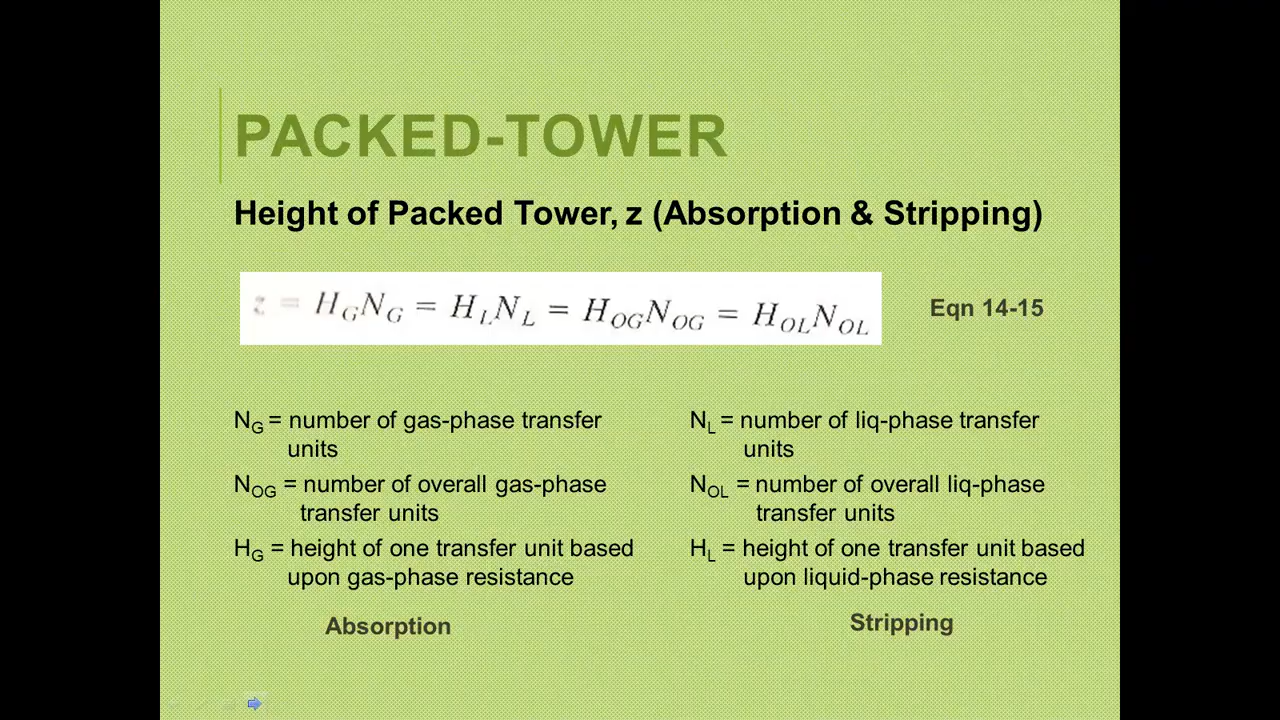 PACKED-TOWER
Height of Packed Tower, z (Absorption & Stripping)
z = H_G N_G = H_L N_L = H_OG N_OG = H_OL N_OL
Eqn 14-15
N_G = number of gas-phase transfer
units
N_OG = number of overall gas-phase
transfer units
H_G = height of one transfer unit based
upon gas-phase resistance
Absorption
N_L = number of liq-phase transfer
units
N_OL = number of overall liq-phase
transfer units
H_L = height of one transfer unit based
upon liquid-phase resistance
Stripping